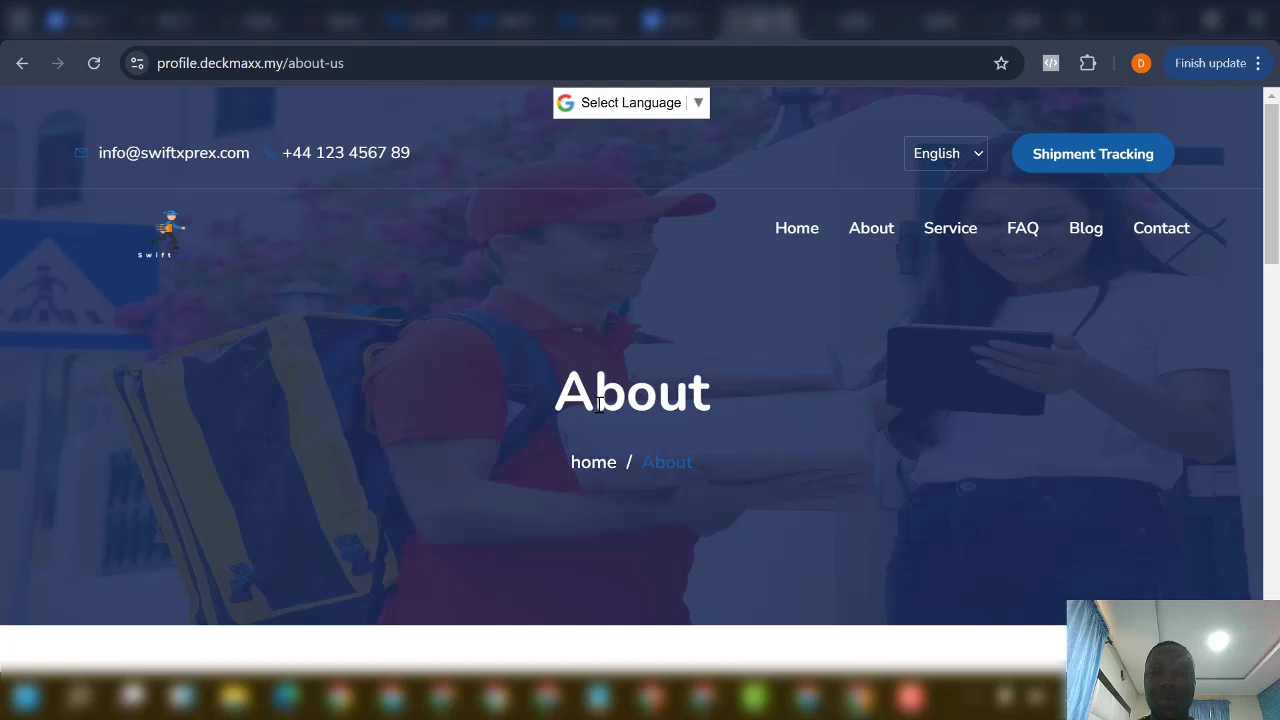 profile.deckmaxx.my/about-us
Finish update
Select Language
info@swiftxprex.com
+44 123 4567 89
English
Shipment Tracking
Swift
Home
About
Service
FAQ
Blog
Contact
About
home / About